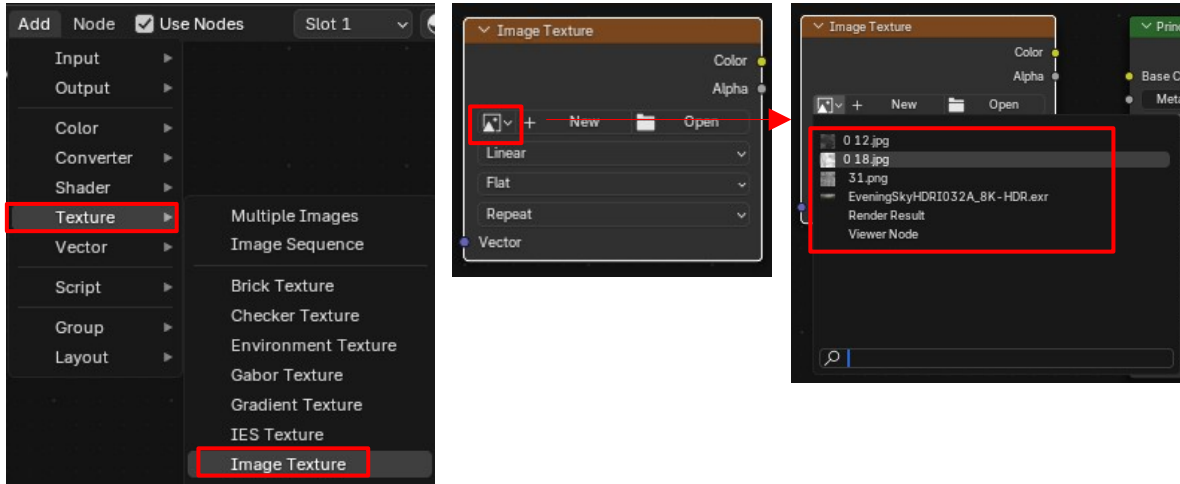 Add Node Use Nodes Slot 1
Input
Output
Color
Converter
Shader
Texture
Vector
Script
Group
Layout
Multiple Images
Image Sequence
Brick Texture
Checker Texture
Environment Texture
Gabor Texture
Gradient Texture
IES Texture
Image Texture
Image Texture
Color
Alpha
+ New Open
Linear
Flat
Repeat
Vector
Image Texture
Color
Alpha
+ New Open
0 12.jpg
0 18.jpg
31.png
EveningSkyHDRI032A_8K-HDR.exr
Render Result
Viewer Node
Prin
Base C
Meta